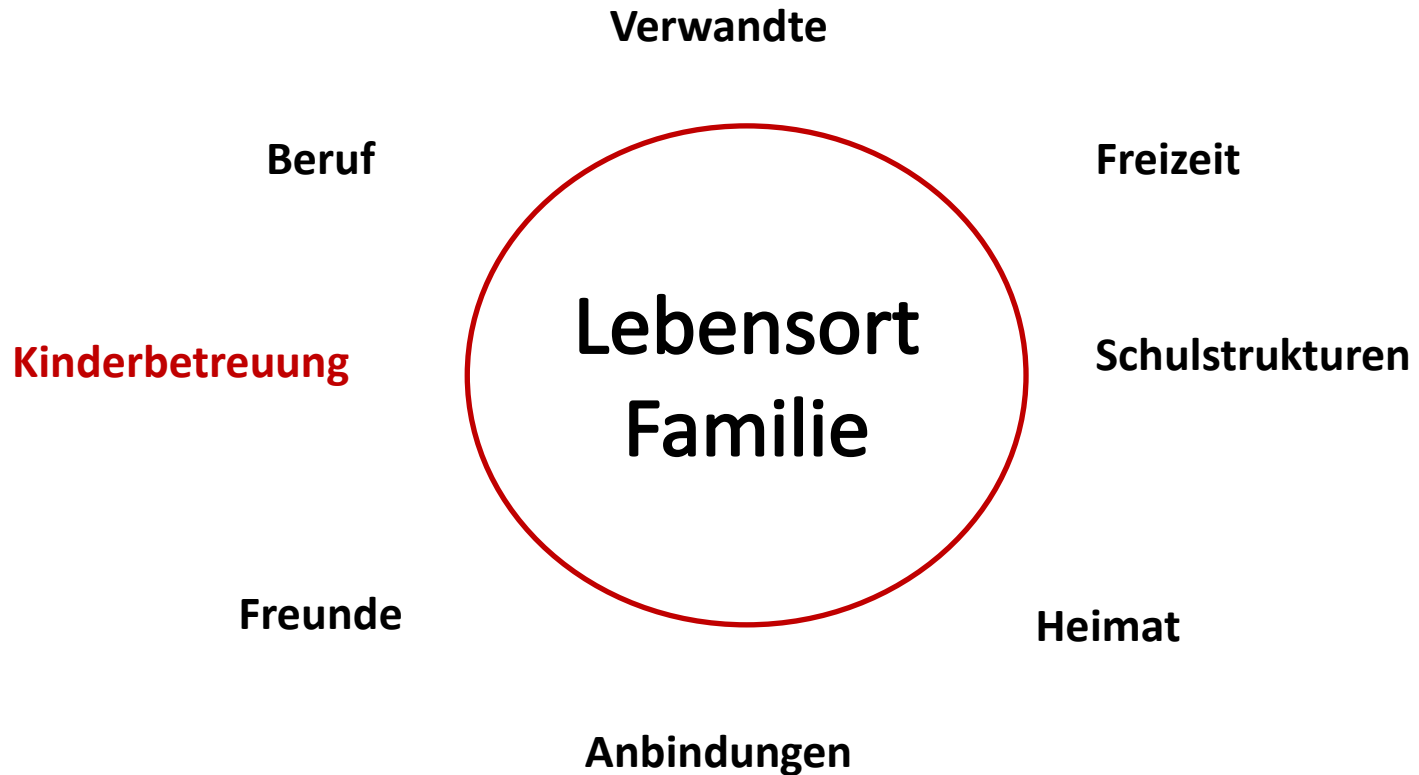 Verwandte
Beruf
Freizeit
Lebensort
Familie
Kinderbetreuung
Schulstrukturen
Freunde
Heimat
Anbindungen